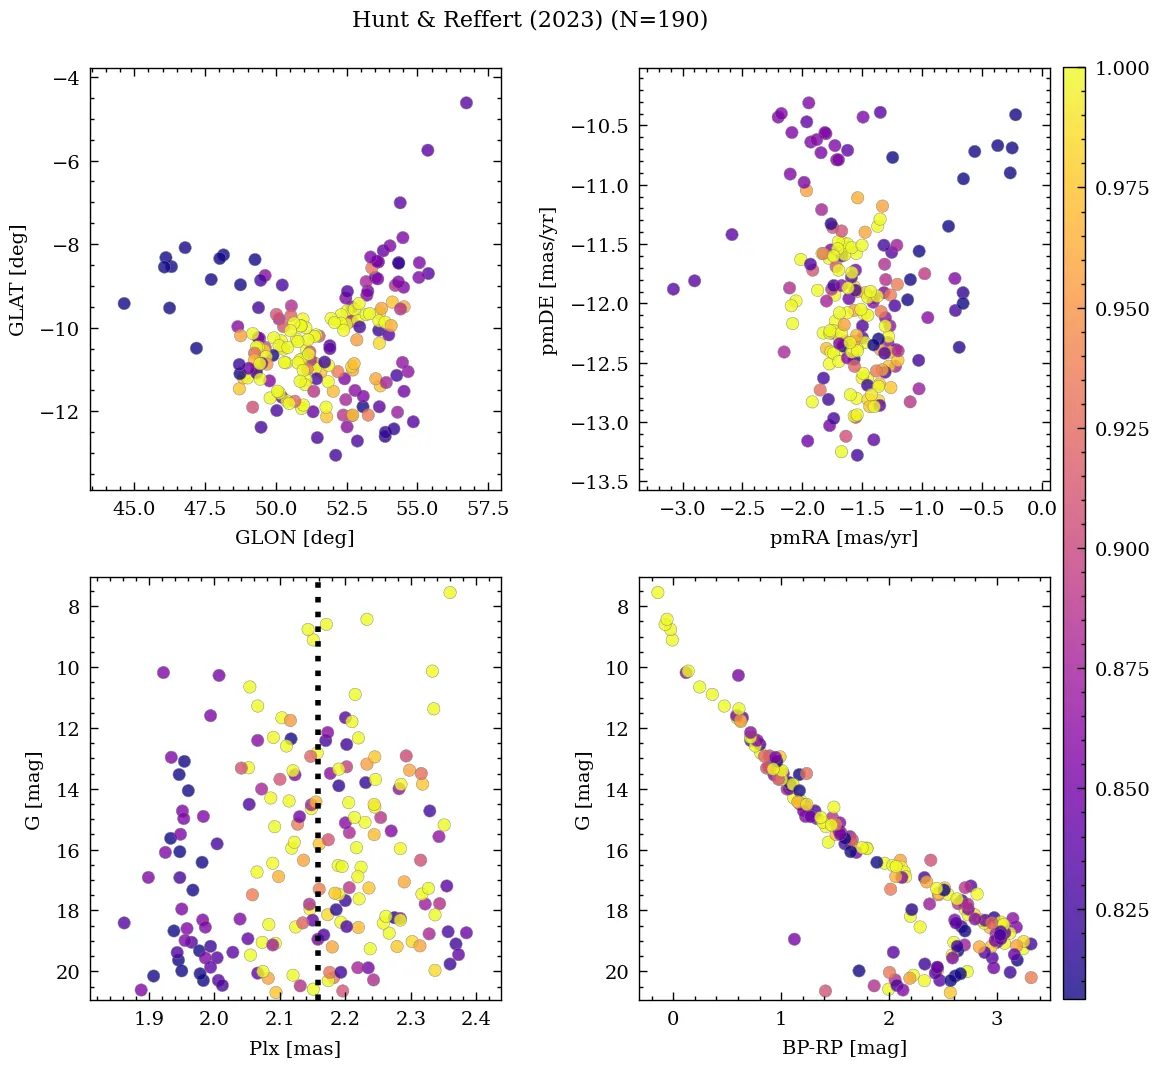 Hunt & Reffert (2023) (N=190)
−4
−6
−8
−10
−12
GLAT [deg]
45.0 47.5 50.0 52.5 55.0 57.5
GLON [deg]
−10.5
−11.0
−11.5
−12.0
−12.5
−13.0
−13.5
pmDE [mas/yr]
−3.0 −2.5 −2.0 −1.5 −1.0 −0.5 0.0
pmRA [mas/yr]
1.000
0.975
0.950
0.925
0.900
0.875
0.850
0.825
8
10
12
14
16
18
20
G [mag]
1.9 2.0 2.1 2.2 2.3 2.4
Plx [mas]
8
10
12
14
16
18
20
G [mag]
0 1 2 3
BP-RP [mag]